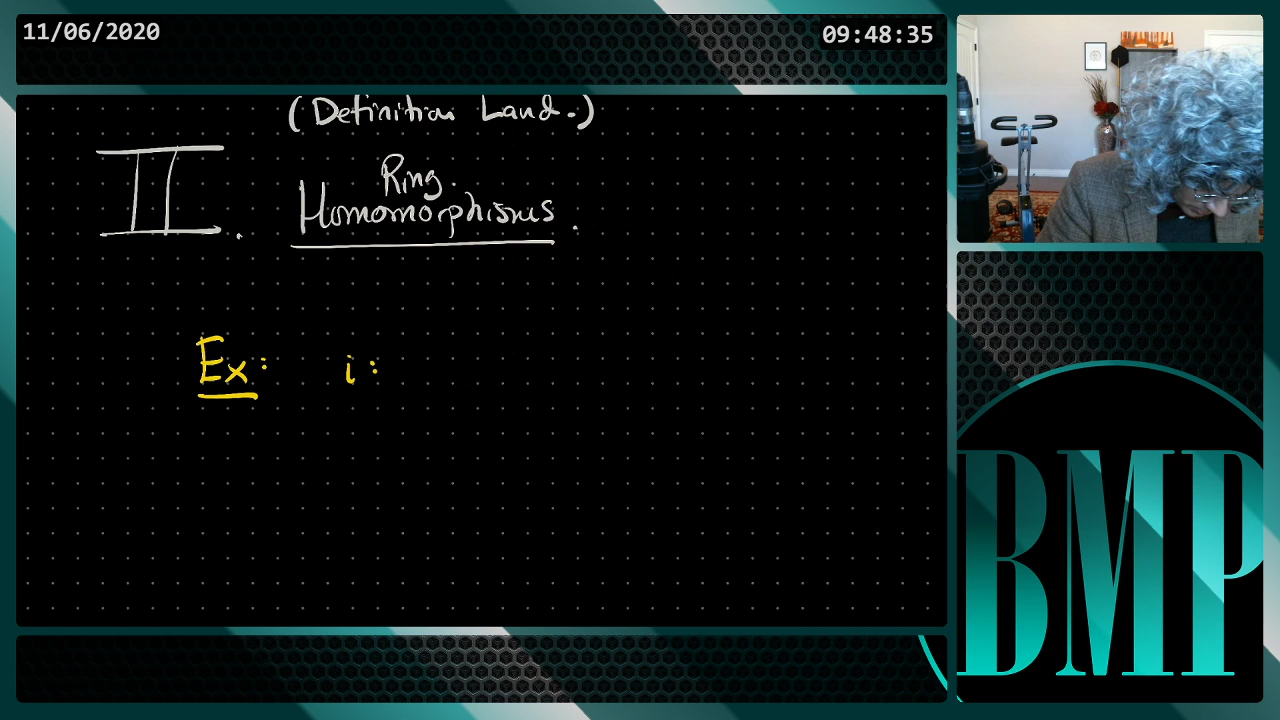 11/06/2020
09:48:35
(Definition Land.)
II. Ring
Homomorphisms.
Ex: i:
BMP